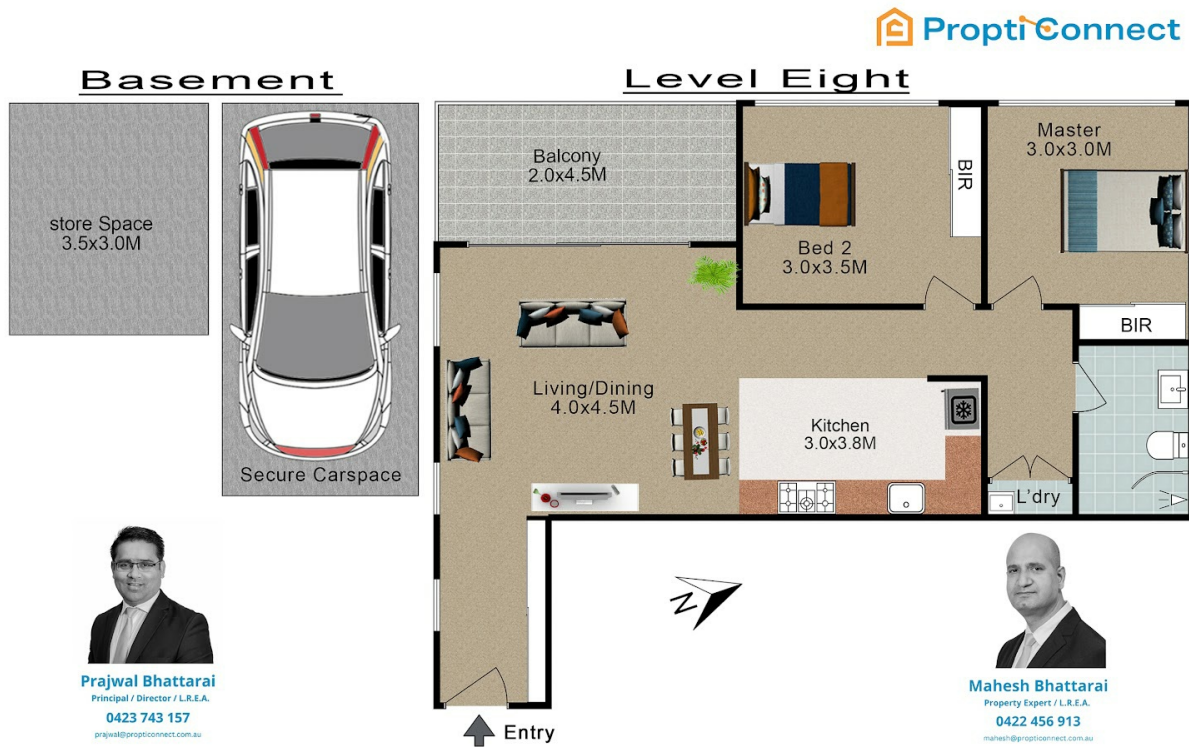 Propti Connect
Basement
Level Eight
store Space
3.5x3.0M
Secure Carspace
Balcony
2.0x4.5M
Bed 2
3.0x3.5M
BIR
Master
3.0x3.0M
BIR
Living/Dining
4.0x4.5M
Kitchen
3.0x3.8M
L'dry
N
Entry
Prajwal Bhattarai
Principal / Director / L.R.E.A.
0423 743 157
prajwal@propticonnect.com.au
Mahesh Bhattarai
Property Expert / L.R.E.A.
0422 456 913
mahesh@propticonnect.com.au